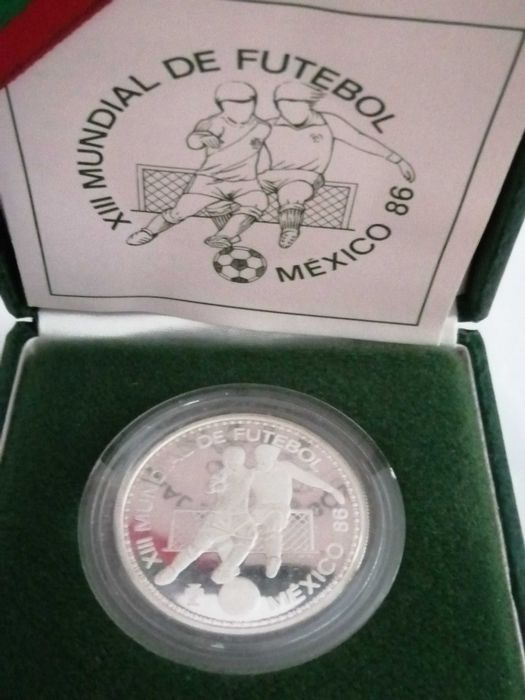 XIII MUNDIAL DE FUTEBOL
MÉXICO 86
XIII MUNDIAL DE FUTEBOL
MÉXICO 86